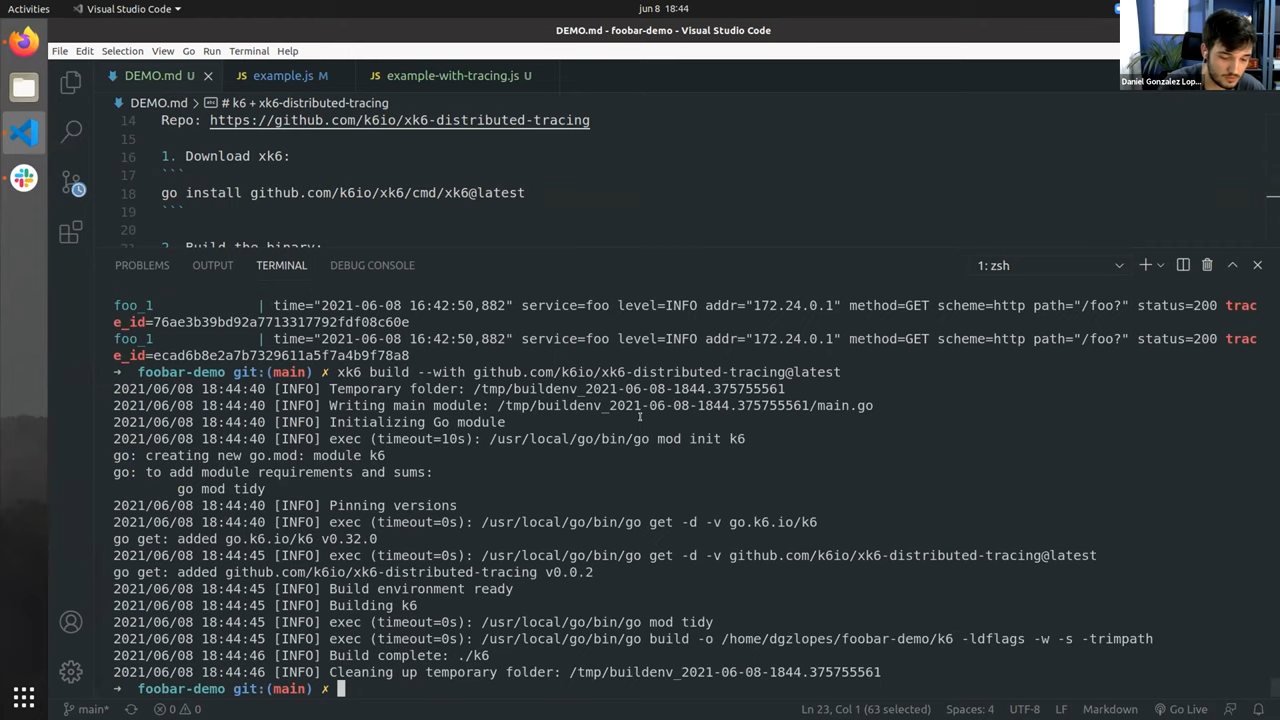 Activities
Visual Studio Code
jun 8 18:44
DEMO.md - foobar-demo - Visual Studio Code
Daniel Gonzalez Lop...
File Edit Selection View Go Run Terminal Help
DEMO.md U
JS example.js M
JS example-with-tracing.js U
DEMO.md > # k6 + xk6-distributed-tracing
14 Repo: https://github.com/k6io/xk6-distributed-tracing
15
16 1. Download xk6:
17 ```
18 go install github.com/k6io/xk6/cmd/xk6@latest
19 ```
20
21 2. Build the binary:
PROBLEMS OUTPUT TERMINAL DEBUG CONSOLE
1: zsh
foo_1 | time="2021-06-08 16:42:50,882" service=foo level=INFO addr="172.24.0.1" method=GET scheme=http path="/foo?" status=200 trac
e_id=76ae3b39bd92a7713317792fdf08c60e
foo_1 | time="2021-06-08 16:42:50,882" service=foo level=INFO addr="172.24.0.1" method=GET scheme=http path="/foo?" status=200 trac
e_id=ecad6b8e2a7b7329611a5f7a4b9f78a8
→ foobar-demo git:(main) ✗ xk6 build --with github.com/k6io/xk6-distributed-tracing@latest
2021/06/08 18:44:40 [INFO] Temporary folder: /tmp/buildenv_2021-06-08-1844.375755561
2021/06/08 18:44:40 [INFO] Writing main module: /tmp/buildenv_2021-06-08-1844.375755561/main.go
2021/06/08 18:44:40 [INFO] Initializing Go module
2021/06/08 18:44:40 [INFO] exec (timeout=10s): /usr/local/go/bin/go mod init k6
go: creating new go.mod: module k6
go: to add module requirements and sums:
go mod tidy
2021/06/08 18:44:40 [INFO] Pinning versions
2021/06/08 18:44:40 [INFO] exec (timeout=0s): /usr/local/go/bin/go get -d -v go.k6.io/k6
go get: added go.k6.io/k6 v0.32.0
2021/06/08 18:44:40 [INFO] exec (timeout=0s): /usr/local/go/bin/go get -d -v github.com/k6io/xk6-distributed-tracing@latest
go get: added github.com/k6io/xk6-distributed-tracing v0.0.2
2021/06/08 18:44:45 [INFO] Build environment ready
2021/06/08 18:44:45 [INFO] Building k6
2021/06/08 18:44:45 [INFO] exec (timeout=0s): /usr/local/go/bin/go mod tidy
2021/06/08 18:44:45 [INFO] exec (timeout=0s): /usr/local/go/bin/go build -o /home/dgzlopes/foobar-demo/k6 -ldflags -w -s -trimpath
2021/06/08 18:44:46 [INFO] Build complete: ./k6
2021/06/08 18:44:46 [INFO] Cleaning up temporary folder: /tmp/buildenv_2021-06-08-1844.375755561
→ foobar-demo git:(main) ✗
main* 0 0 Ln 23, Col 1 (63 selected) Spaces: 4 UTF-8 LF Markdown Go Live